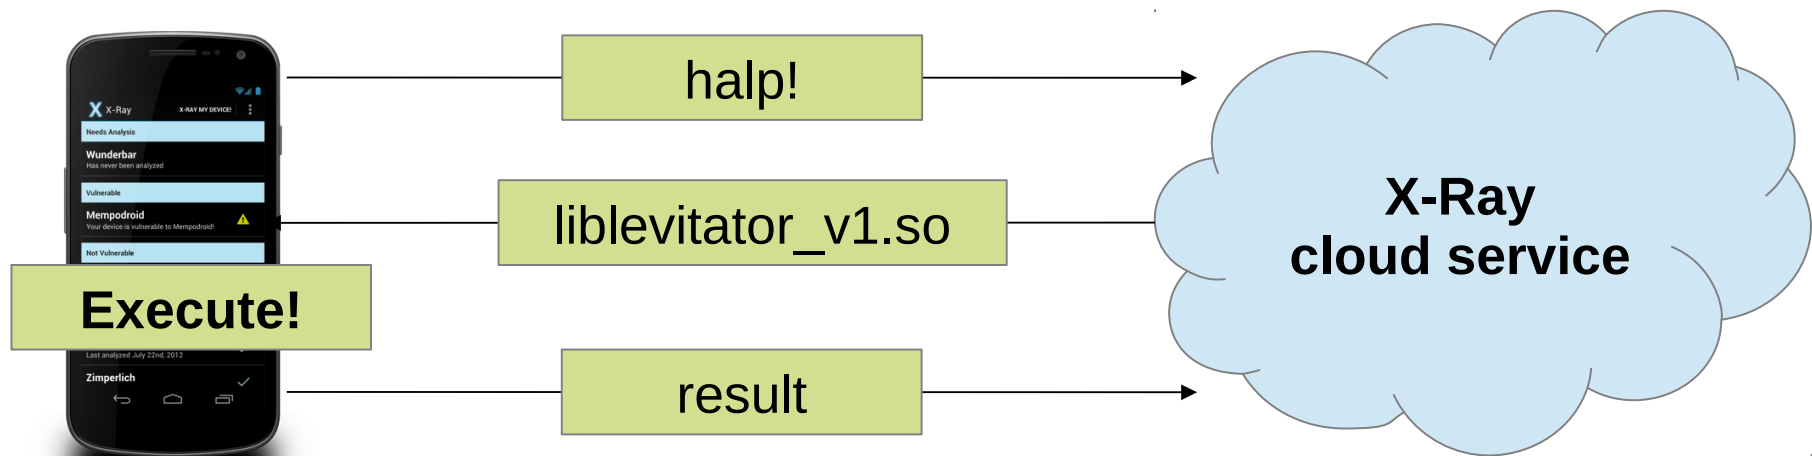 X X-Ray X-RAY MY DEVICE!
Needs Analysis
Wunderbar
Has never been analyzed
Vulnerable
Mempodroid
Your device is vulnerable to Mempodroid!
Not Vulnerable
Execute!
Last analyzed July 22nd, 2012
Zimperlich
halp!
liblevitator_v1.so
result
X-Ray
cloud service